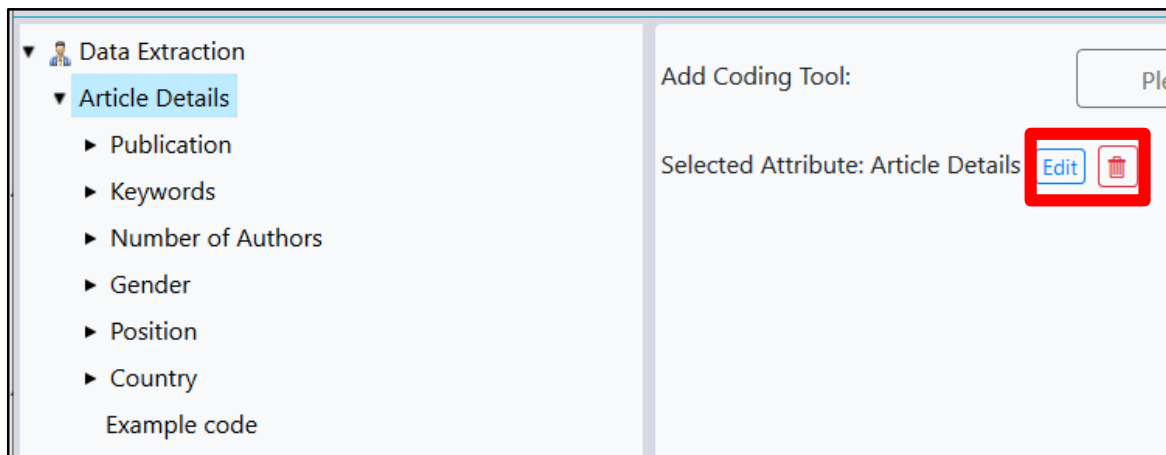 Data Extraction
Article Details
Publication
Keywords
Number of Authors
Gender
Position
Country
Example code
Add Coding Tool:
Selected Attribute: Article Details Edit